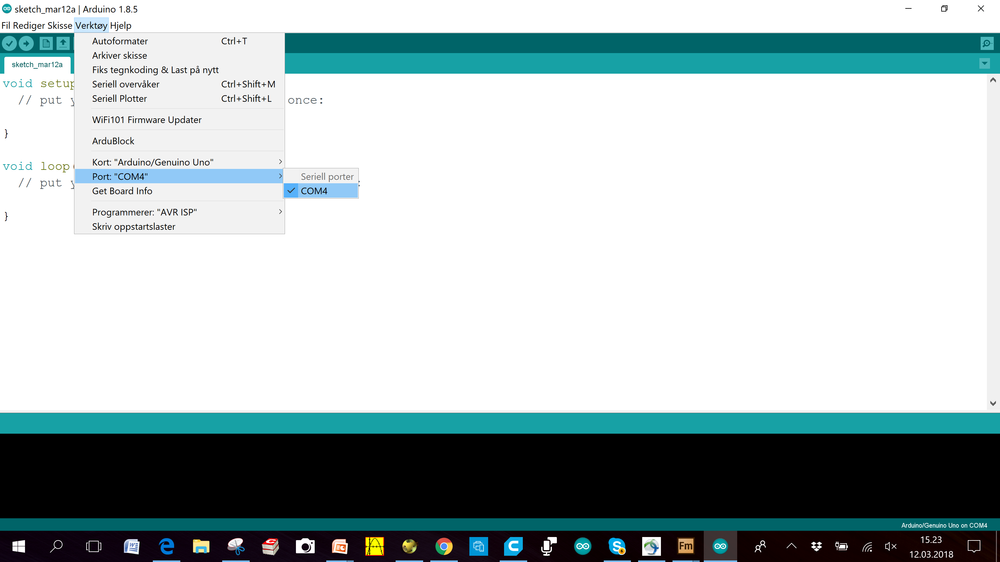 sketch_mar12a | Arduino 1.8.5
Fil Rediger Skisse Verktøy Hjelp
sketch_mar12a
Autoformater Ctrl+T
Arkiver skisse
Fiks tegnkoding & Last på nytt
Seriell overvåker Ctrl+Shift+M
Seriell Plotter Ctrl+Shift+L
WiFi101 Firmware Updater
ArduBlock
Kort: "Arduino/Genuino Uno"
Port: "COM4"
Get Board Info
Programmerer: "AVR ISP"
Skriv oppstartslaster
Seriell porter
COM4
void setup
// put y once:
}
void loop(
// put y :
}
Arduino/Genuino Uno on COM4
W
C
S 6
Fm
15.23
12.03.2018